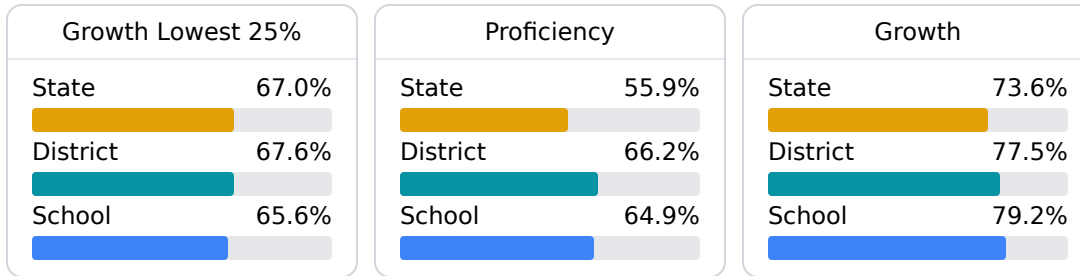 Growth Lowest 25%
State 67.0%
District 67.6%
School 65.6%
Proficiency
State 55.9%
District 66.2%
School 64.9%
Growth
State 73.6%
District 77.5%
School 79.2%